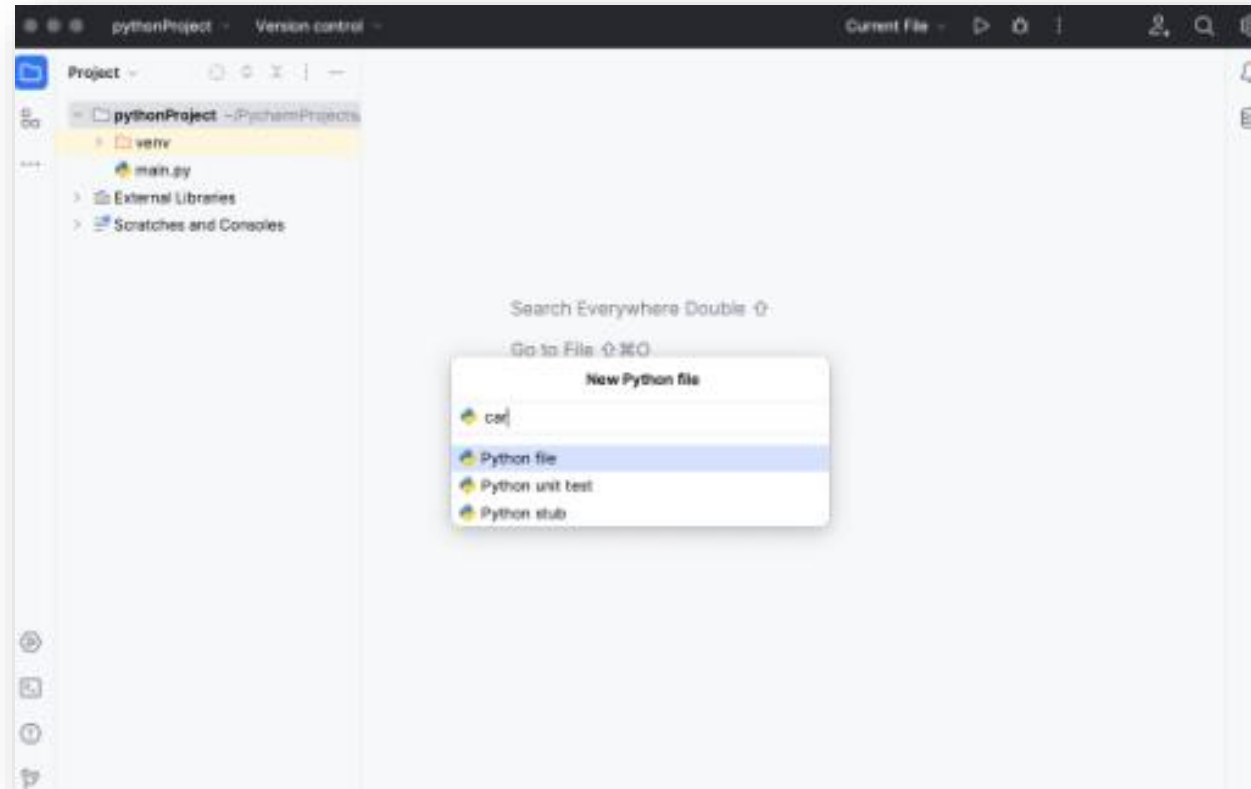 pythonProject Version control Current File
Project
pythonProject ~/PycharmProjects
venv
main.py
External Libraries
Scratches and Consoles
Search Everywhere Double ⇧
Go to File ⇧⌘O
New Python file
car
Python file
Python unit test
Python stub